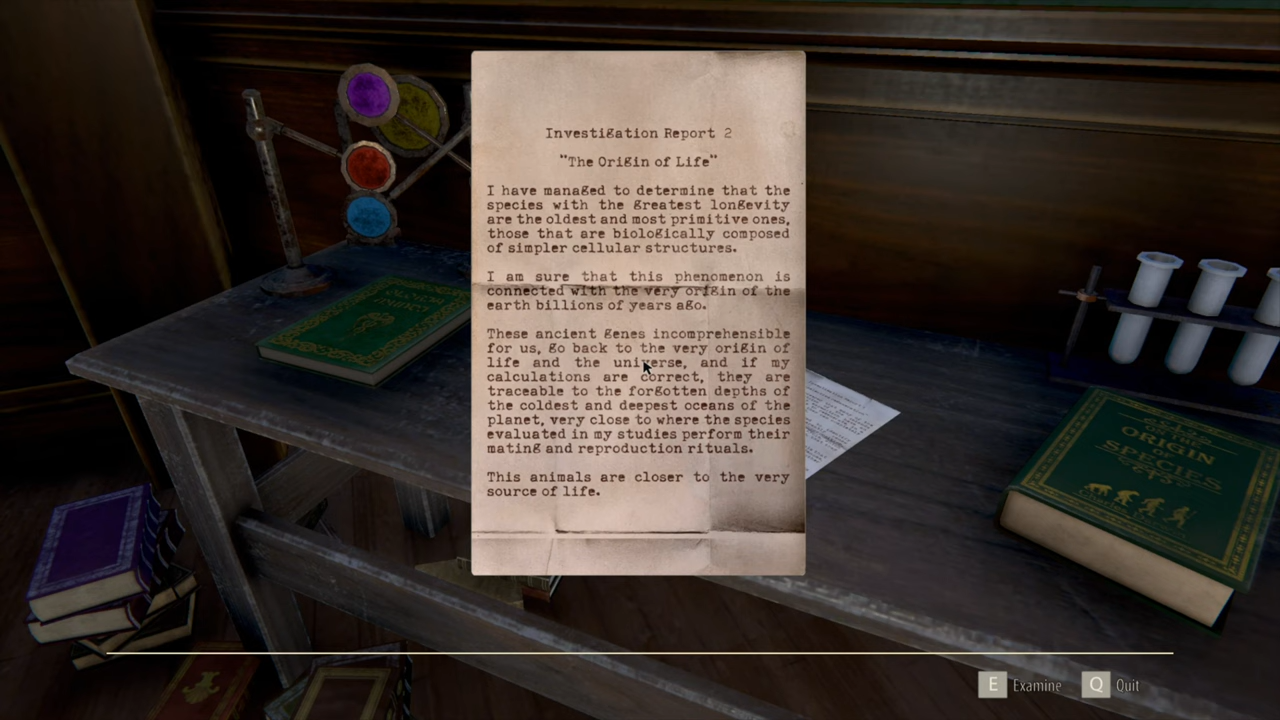 Investigation Report 2
"The Origin of Life"
I have managed to determine that the
species with the greatest longevity
are the oldest and most primitive ones,
those that are biologically composed
of simpler cellular structures.
I am sure that this phenomenon is
connected with the very origin of the
earth billions of years ago.
These ancient genes incomprehensible
for us, go back to the very origin of
life and the universe, and if my
calculations are correct, they are
traceable to the forgotten depths of
the coldest and deepest oceans of the
planet, very close to where the species
evaluated in my studies perform their
mating and reproduction rituals.
This animals are closer to the very
source of life.
ORIGIN
OF
SPECIES
E Examine
Q Quit